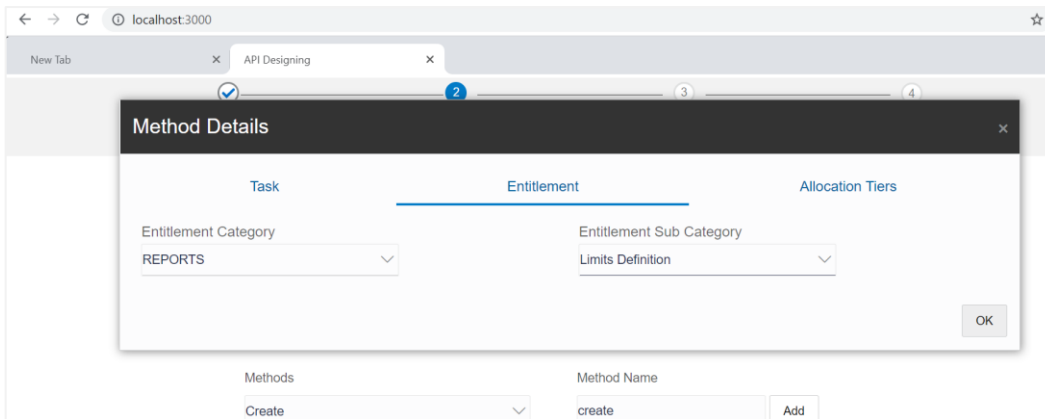 localhost:3000
New Tab API Designing
2 3 4
Method Details
Task Entitlement Allocation Tiers
Entitlement Category Entitlement Sub Category
REPORTS Limits Definition
OK
Methods Method Name
Create create Add